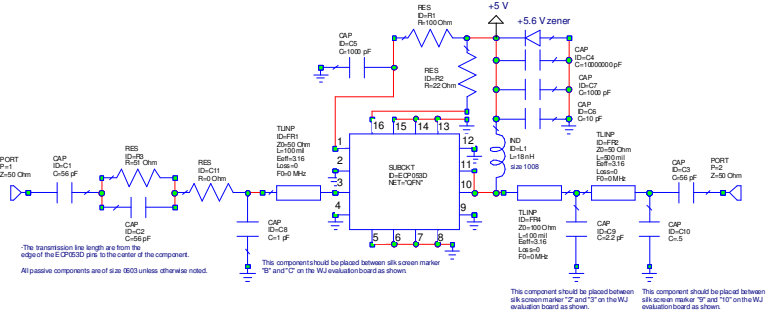 +5 V
+5.6 V zener
RES
ID=R1
R=100 Ohm
CAP
ID=C5
C=1000 pF
RES
ID=R2
R=22 Ohm
CAP
ID=C4
C=10000000 pF
CAP
ID=C7
C=1000 pF
CAP
ID=C6
C=10 pF
16
15
14
13
TLINP
ID=FR1
Z0=50 Ohm
L=100 mil
Eeff=3.16
Loss=0
F0=0 MHz
1
2
3
4
SUBCKT
ID=ECP053D
NET="QFN"
12
11
10
9
5
6
7
8
IND
ID=L1
L=18 nH
size 1008
TLINP
ID=FR2
Z0=50 Ohm
L=500 mil
Eeff=3.16
Loss=0
F0=0 MHz
PORT
P=1
Z=50 Ohm
CAP
ID=C1
C=56 pF
RES
ID=R3
R=51 Ohm
CAP
ID=C2
C=56 pF
RES
ID=C11
R=0 Ohm
CAP
ID=C8
C=1 pF
TLINP
ID=FR4
Z0=100 Ohm
L=100 mil
Eeff=3.16
Loss=0
F0=0 MHz
CAP
ID=C9
C=2.2 pF
CAP
ID=C3
C=56 pF
PORT
P=2
Z=50 Ohm
CAP
ID=C10
C=.5
-The transmission line length are from the
edge of the ECP053D pins to the center of the component.
All passive components are of size 0603 unless otherwise noted.
This component should be placed between silk screen marker
"B" and "C" on the WJ evaluation board as shown.
This component should be placed between
silk screen marker "2" and "3" on the WJ
evaluation board as shown.
This component should be placed between
silk screen marker "9" and "10" on the WJ
evaluation board as shown.